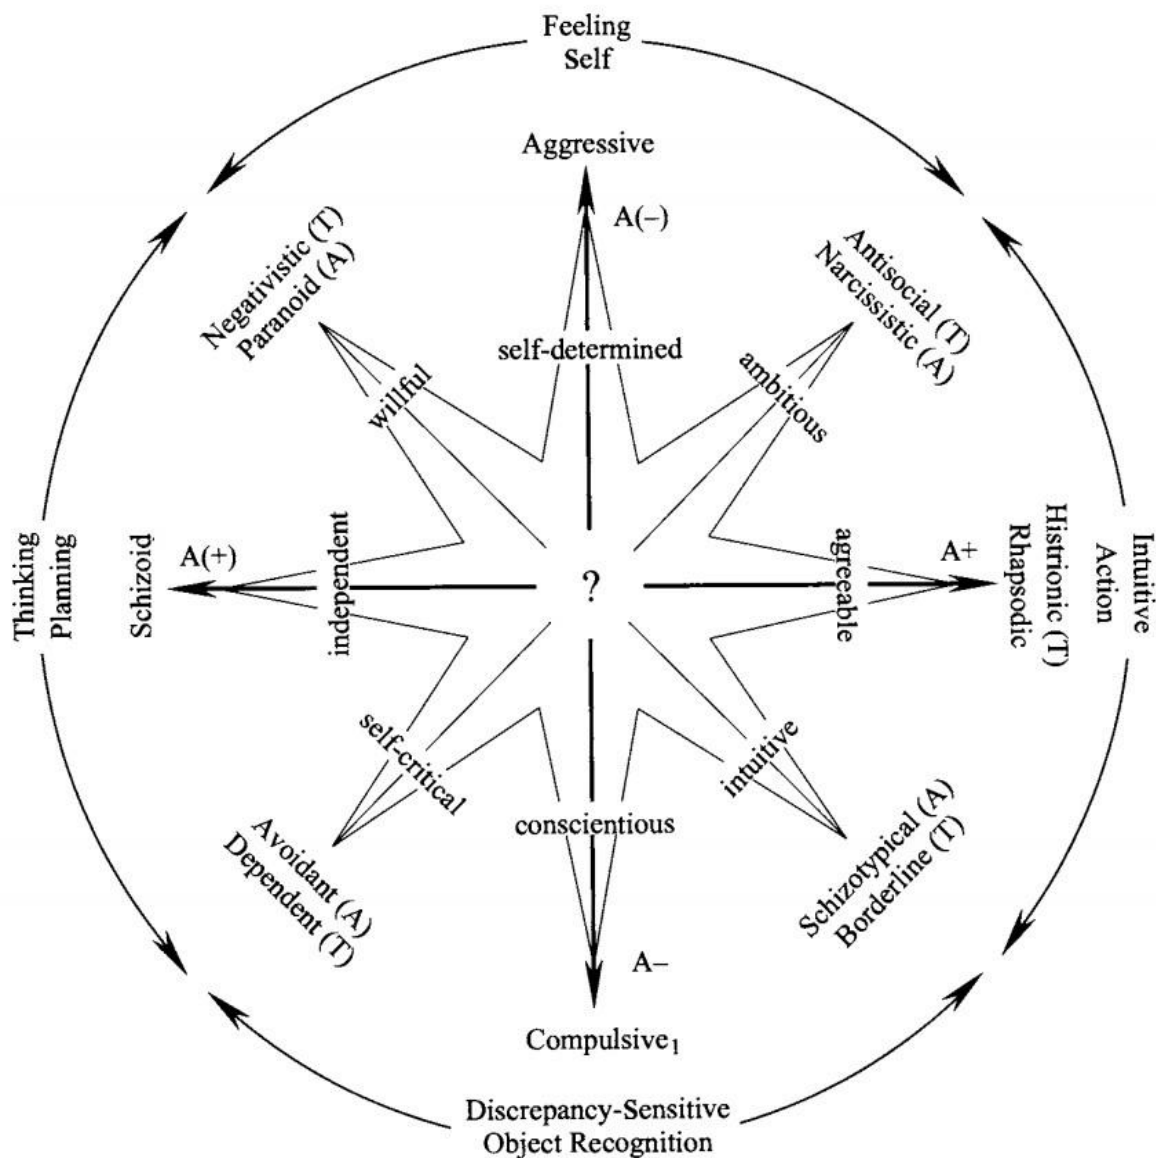 Feeling
Self
Aggressive
A(–)
Negativistic (T)
Paranoid (A)
Antisocial (T)
Narcissistic (A)
self-determined
willful
ambitious
Thinking
Planning
Schizoid
A(+)
independent
?
agreeable
A+
Histrionic (T)
Rhapsodic
Intuitive
Action
self-critical
intuitive
conscientious
Avoidant (A)
Dependent (T)
Schizotypical (A)
Borderline (T)
A–
Compulsive₁
Discrepancy-Sensitive
Object Recognition